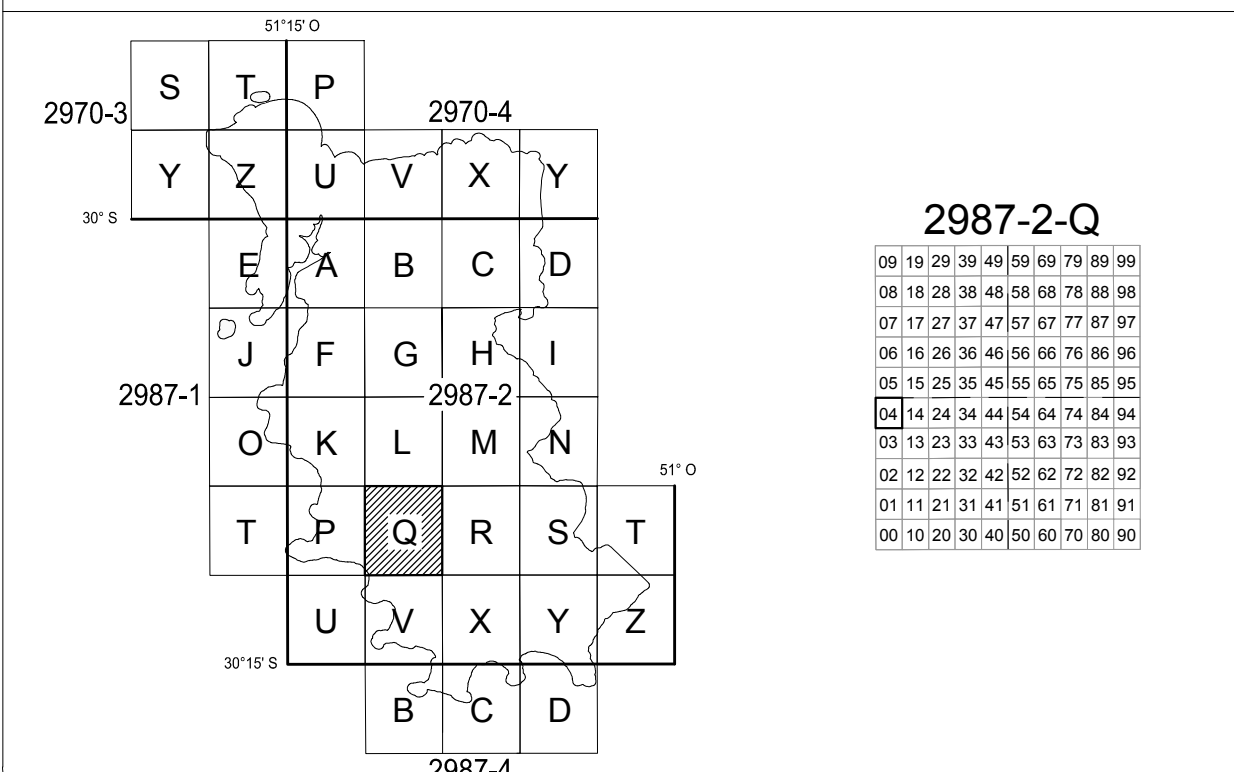 51°15' O
S T P
2970-3 2970-4
Y Z U V X Y
30° S
E A B C D
J F G H I
2987-1 2987-2
O K L M N
51° O
T P Q R S T
U V X Y Z
30°15' S
B C D
2987-4
2987-2-Q
09 19 29 39 49 59 69 79 89 99
08 18 28 38 48 58 68 78 88 98
07 17 27 37 47 57 67 77 87 97
06 16 26 36 46 56 66 76 86 96
05 15 25 35 45 55 65 75 85 95
04 14 24 34 44 54 64 74 84 94
03 13 23 33 43 53 63 73 83 93
02 12 22 32 42 52 62 72 82 92
01 11 21 31 41 51 61 71 81 91
00 10 20 30 40 50 60 70 80 90